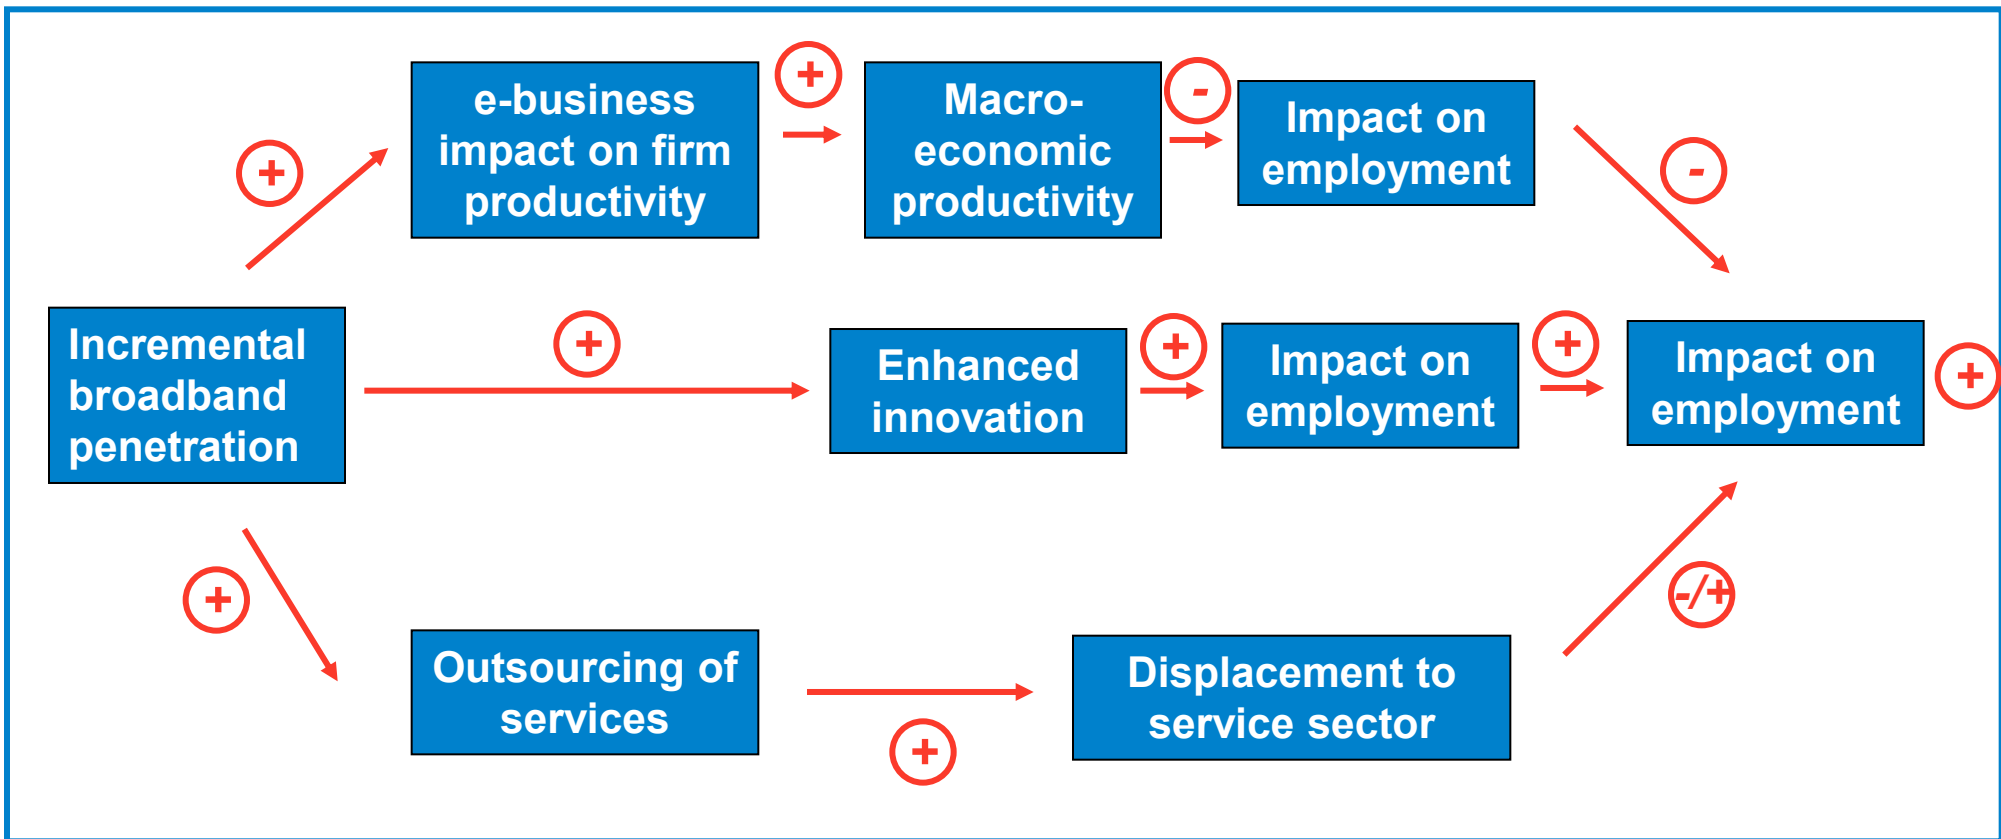 e-business
impact on firm
productivity
+
Macro-
economic
productivity
-
Impact on
employment
+
-
Incremental
broadband
penetration
+
Enhanced
innovation
+
Impact on
employment
+
Impact on
employment
+
+
Outsourcing of
services
+
Displacement to
service sector
-/+